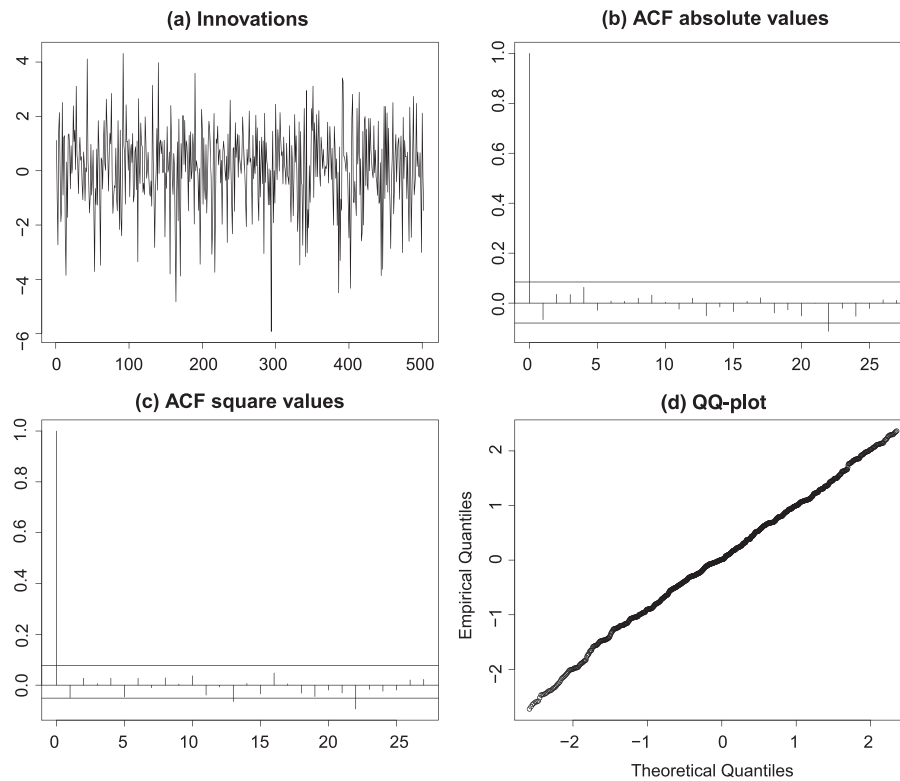 (a) Innovations
4
2
0
−2
−4
−6
0 100 200 300 400 500
(b) ACF absolute values
1.0
0.8
0.6
0.4
0.2
0.0
0 5 10 15 20 25
(c) ACF square values
1.0
0.8
0.6
0.4
0.2
0.0
0 5 10 15 20 25
(d) QQ-plot
Empirical Quantiles
2
1
0
−1
−2
−2 −1 0 1 2
Theoretical Quantiles